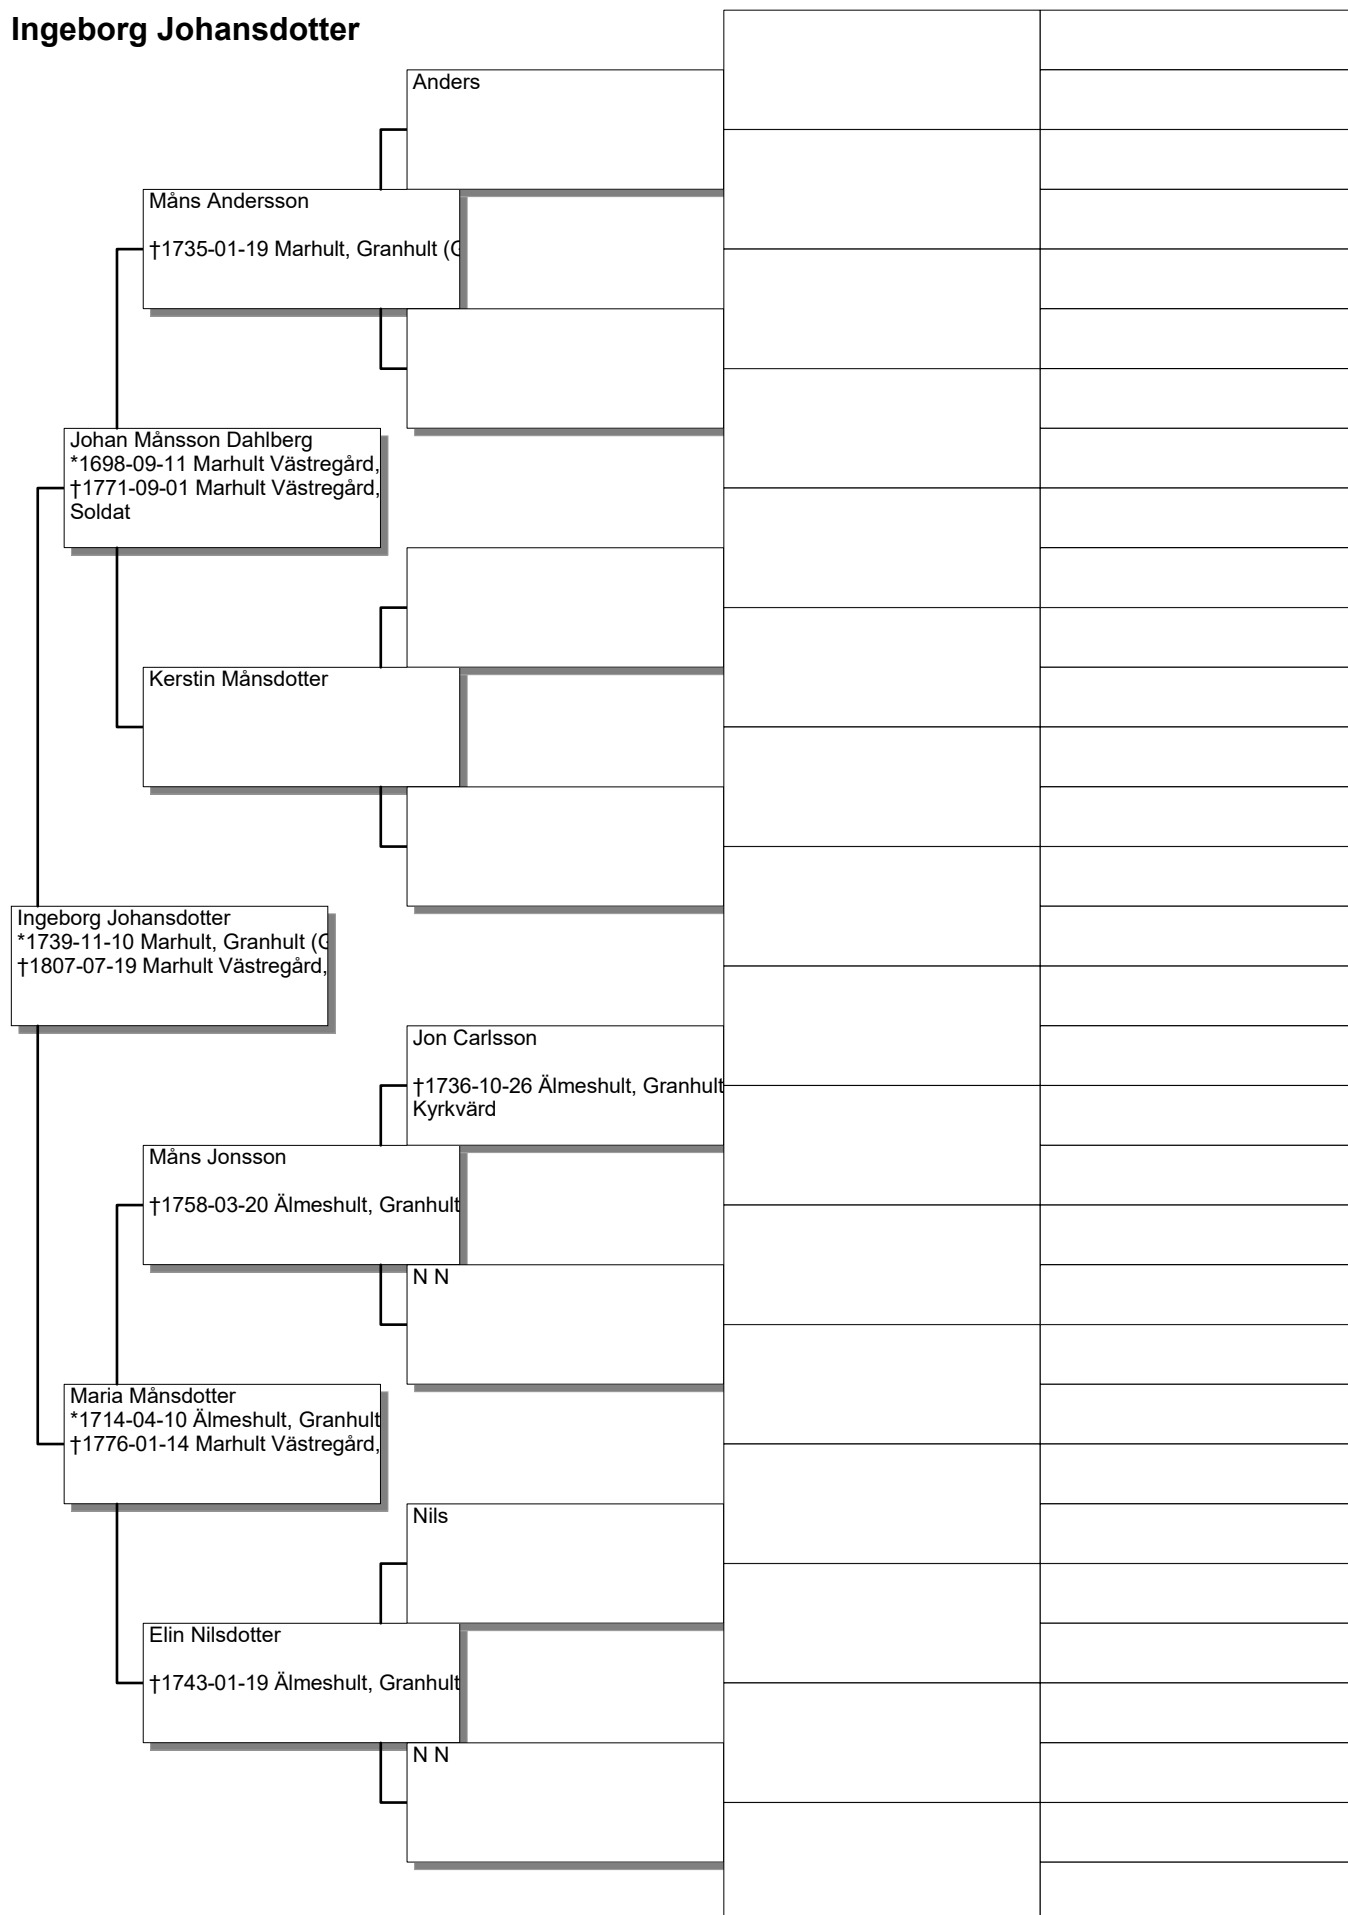 Ingeborg Johansdotter
Anders
Måns Andersson
†1735-01-19 Marhult, Granhult (G
Johan Månsson Dahlberg
*1698-09-11 Marhult Västregård,
†1771-09-01 Marhult Västregård,
Soldat
Kerstin Månsdotter
Ingeborg Johansdotter
*1739-11-10 Marhult, Granhult (G
†1807-07-19 Marhult Västregård,
Jon Carlsson
†1736-10-26 Älmeshult, Granhult
Kyrkvärd
Måns Jonsson
†1758-03-20 Älmeshult, Granhult
N N
Maria Månsdotter
*1714-04-10 Älmeshult, Granhult
†1776-01-14 Marhult Västregård,
Nils
Elin Nilsdotter
†1743-01-19 Älmeshult, Granhult
N N